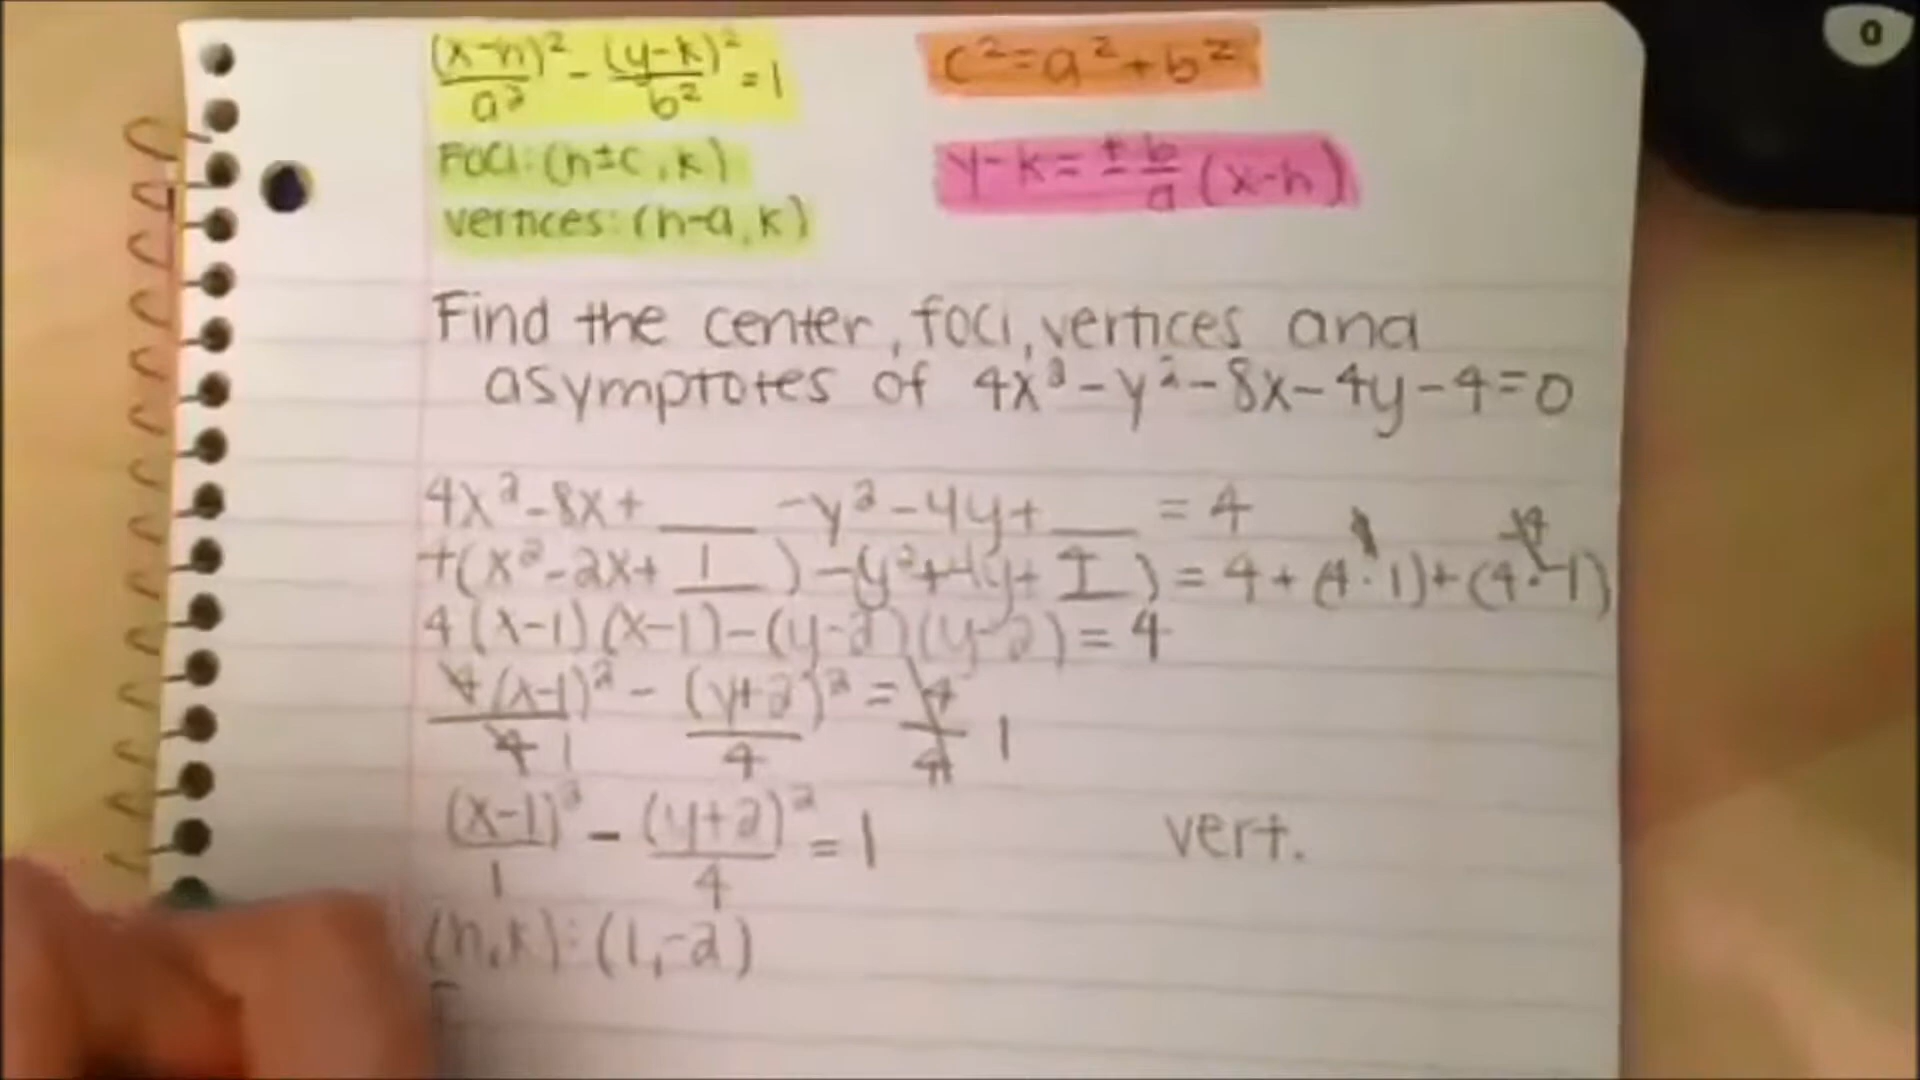 (x-h)²/a² - (y-k)²/b² = 1
c²=a²+b²
Foci: (h±c, k)
y-k=± b/a (x-h)
vertices: (h-a, k)
Find the center, foci, vertices and
asymptotes of 4x²-y²-8x-4y-4=0
4x²-8x+ ___ -y²-4y+ ___ = 4
4(x²-2x+ 1 ) -(y²+4y+ ) = 4+(4·1)+( -1)
4(x-1)(x-1)-(y-2)(y-2)=4
4(x-1)²/4 1 - (y+2)²/4 = 4/4 1
(x-1)²/1 - (y+2)²/4 = 1
vert.
(h,k): (1,-2)